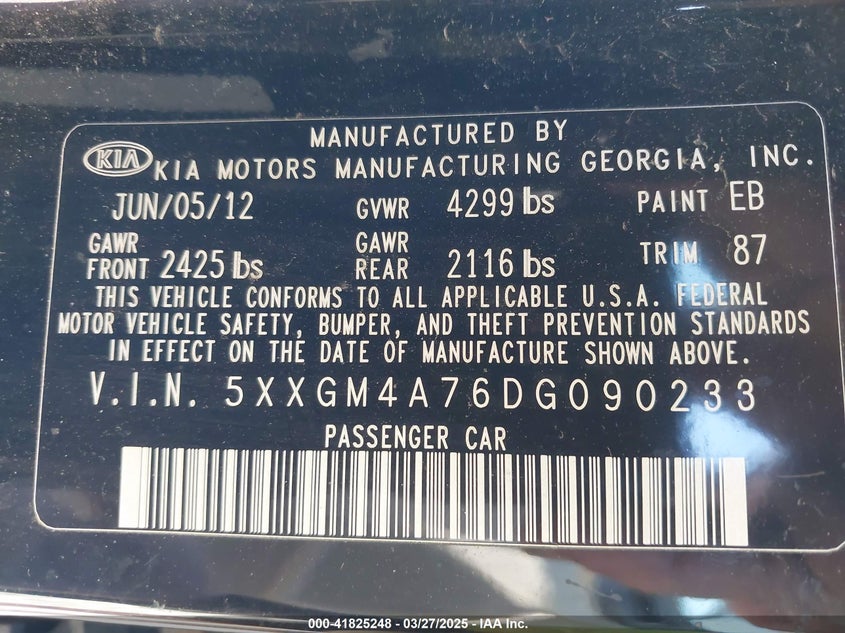 MANUFACTURED BY
KIA KIA MOTORS MANUFACTURING GEORGIA, INC.
JUN/05/12 GVWR 4299 lbs PAINT EB
GAWR FRONT 2425 lbs GAWR REAR 2116 lbs TRIM 87
THIS VEHICLE CONFORMS TO ALL APPLICABLE U.S.A. FEDERAL
MOTOR VEHICLE SAFETY, BUMPER, AND THEFT PREVENTION STANDARDS
IN EFFECT ON THE DATE OF MANUFACTURE SHOWN ABOVE.
V.I.N. 5XXGM4A76DG090233
PASSENGER CAR
000-41825248 - 03/27/2025 - IAA Inc.